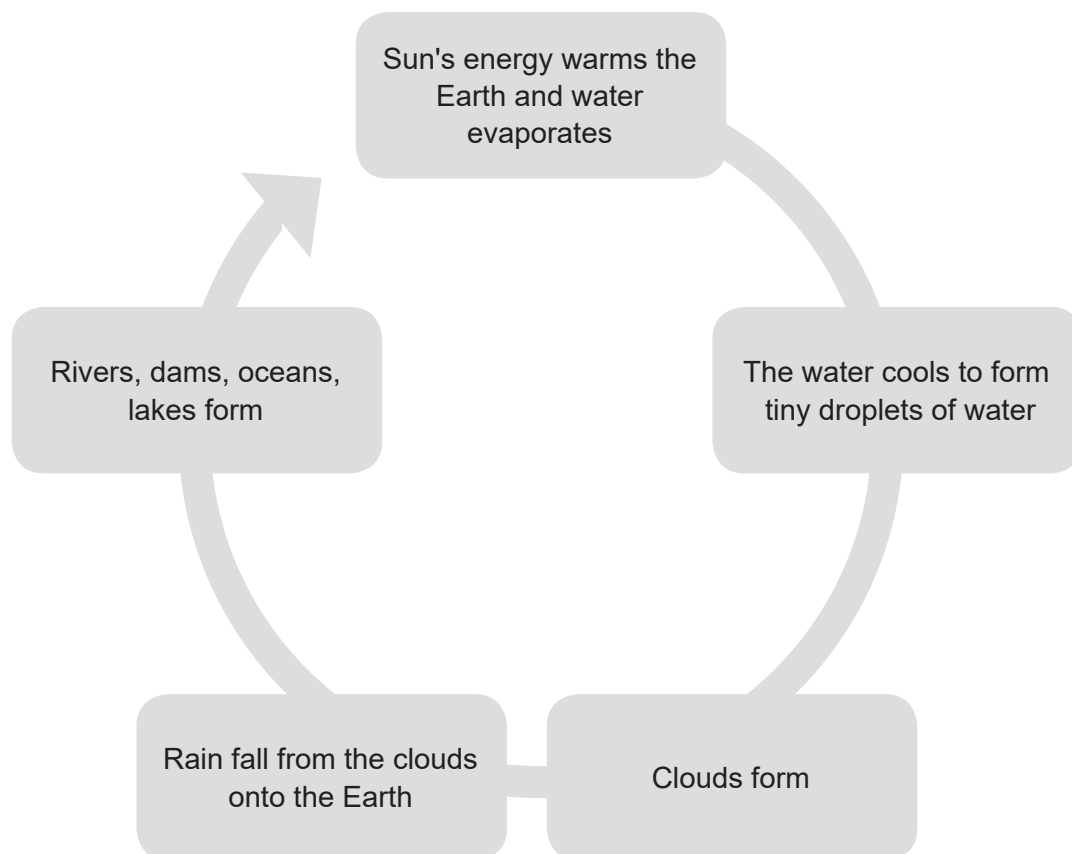 Sun's energy warms the
Earth and water
evaporates
The water cools to form
tiny droplets of water
Clouds form
Rain fall from the clouds
onto the Earth
Rivers, dams, oceans,
lakes form